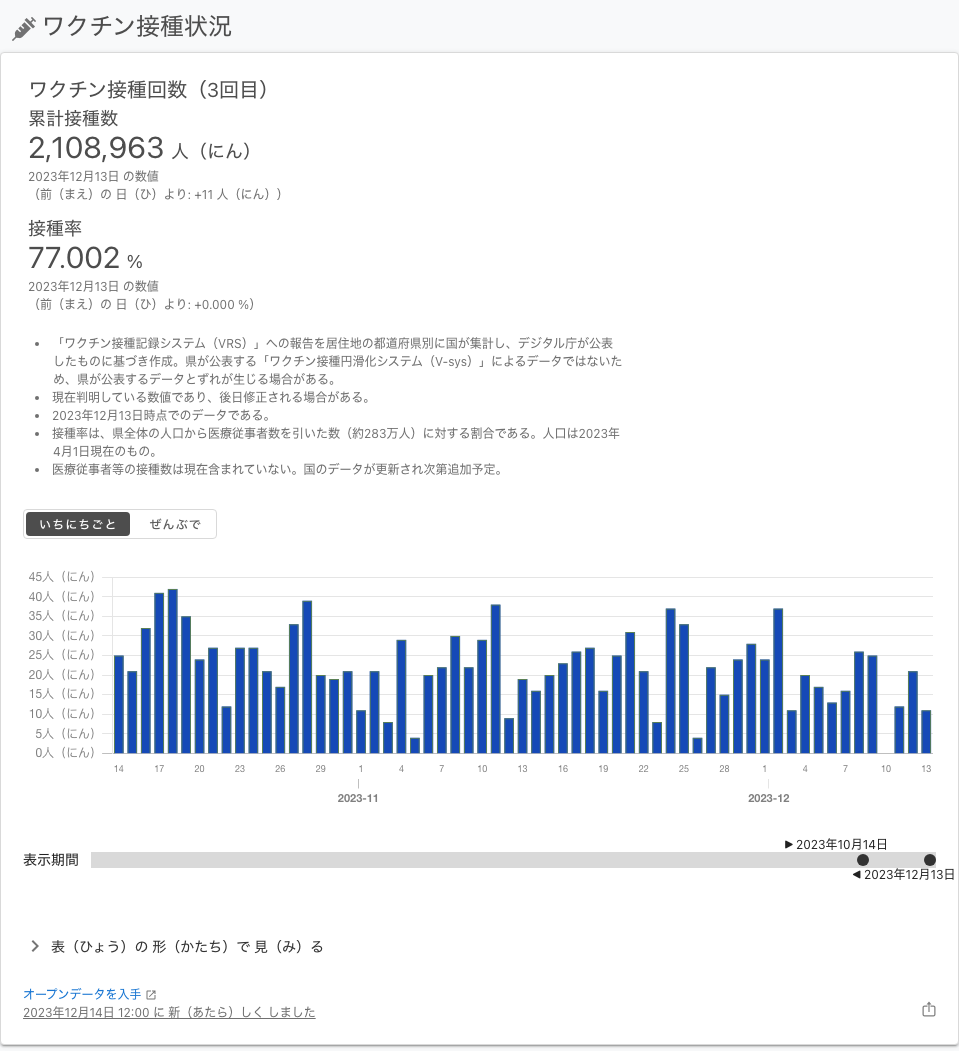 ワクチン接種状況
ワクチン接種回数（3回目）
累計接種数
2,108,963 人（にん）
2023年12月13日 の数値
（前（まえ）の 日（ひ）より: +11 人（にん））
接種率
77.002 %
2023年12月13日 の数値
（前（まえ）の 日（ひ）より: +0.000 %）
• 「ワクチン接種記録システム（VRS）」への報告を居住地の都道府県別に国が集計し、デジタル庁が公表
したものに基づき作成。県が公表する「ワクチン接種円滑化システム（V-sys）」によるデータではないた
め、県が公表するデータとずれが生じる場合がある。
• 現在判明している数値であり、後日修正される場合がある。
• 2023年12月13日時点でのデータである。
• 接種率は、県全体の人口から医療従事者数を引いた数（約283万人）に対する割合である。人口は2023年
4月1日現在のもの。
• 医療従事者等の接種数は現在含まれていない。国のデータが更新され次第追加予定。
いちにちごと ぜんぶで
45人（にん）
40人（にん）
35人（にん）
30人（にん）
25人（にん）
20人（にん）
15人（にん）
10人（にん）
5人（にん）
0人（にん）
14 17 20 23 26 29 1 4 7 10 13 16 19 22 25 28 1 4 7 10 13
2023-11 2023-12
▶ 2023年10月14日
表示期間
◀ 2023年12月13日
表（ひょう）の 形（かたち）で 見（み）る
オープンデータを入手
2023年12月14日 12:00 に 新（あたら）しく しました